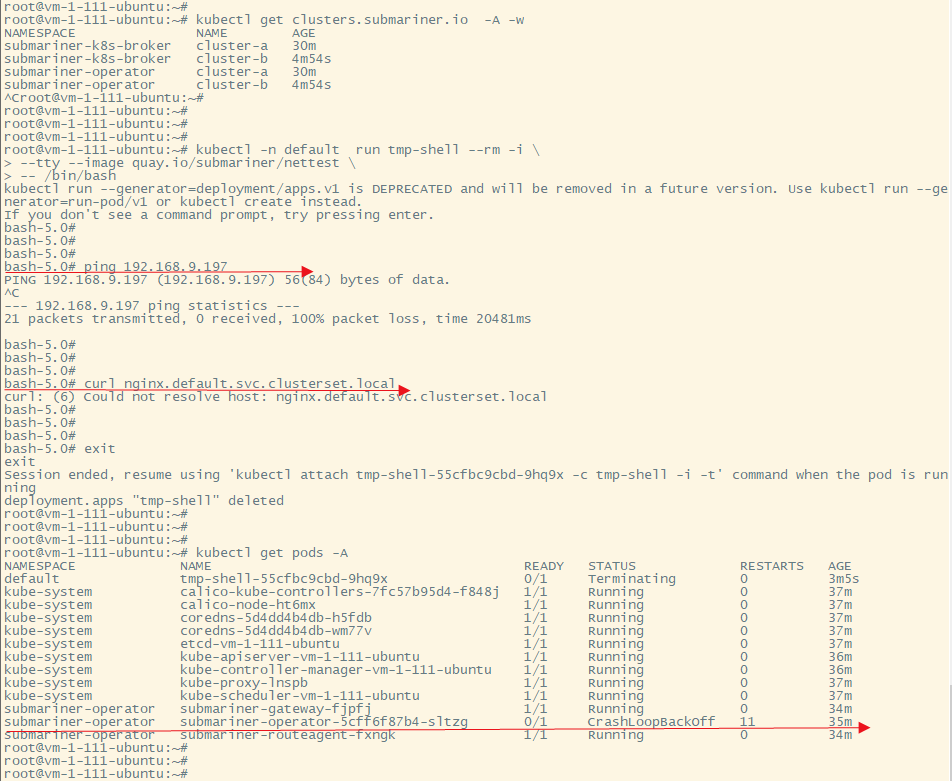 root@vm-1-111-ubuntu:~#
root@vm-1-111-ubuntu:~# kubectl get clusters.submariner.io  -A -w
NAMESPACE               NAME        AGE
submariner-k8s-broker   cluster-a   30m
submariner-k8s-broker   cluster-b   4m54s
submariner-operator     cluster-a   30m
submariner-operator     cluster-b   4m54s
^Croot@vm-1-111-ubuntu:~#
root@vm-1-111-ubuntu:~#
root@vm-1-111-ubuntu:~#
root@vm-1-111-ubuntu:~#
root@vm-1-111-ubuntu:~# kubectl -n default  run tmp-shell --rm -i \
> --tty --image quay.io/submariner/nettest \
> -- /bin/bash
kubectl run --generator=deployment/apps.v1 is DEPRECATED and will be removed in a future version. Use kubectl run --ge
nerator=run-pod/v1 or kubectl create instead.
If you don't see a command prompt, try pressing enter.
bash-5.0#
bash-5.0#
bash-5.0#
bash-5.0# ping 192.168.9.197
PING 192.168.9.197 (192.168.9.197) 56(84) bytes of data.
^C
--- 192.168.9.197 ping statistics ---
21 packets transmitted, 0 received, 100% packet loss, time 20481ms

bash-5.0#
bash-5.0#
bash-5.0#
bash-5.0# curl nginx.default.svc.clusterset.local
curl: (6) Could not resolve host: nginx.default.svc.clusterset.local
bash-5.0#
bash-5.0#
bash-5.0#
bash-5.0# exit
exit
Session ended, resume using 'kubectl attach tmp-shell-55cfbc9cbd-9hq9x -c tmp-shell -i -t' command when the pod is run
ning
deployment.apps "tmp-shell" deleted
root@vm-1-111-ubuntu:~#
root@vm-1-111-ubuntu:~#
root@vm-1-111-ubuntu:~#
root@vm-1-111-ubuntu:~# kubectl get pods -A
NAMESPACE             NAME                                       READY   STATUS             RESTARTS   AGE
default               tmp-shell-55cfbc9cbd-9hq9x                 0/1     Terminating        0          3m5s
kube-system           calico-kube-controllers-7fc57b95d4-f848j   1/1     Running            0          37m
kube-system           calico-node-ht6mx                          1/1     Running            0          37m
kube-system           coredns-5d4dd4b4db-h5fdb                   1/1     Running            0          37m
kube-system           coredns-5d4dd4b4db-wm77v                   1/1     Running            0          37m
kube-system           etcd-vm-1-111-ubuntu                       1/1     Running            0          37m
kube-system           kube-apiserver-vm-1-111-ubuntu             1/1     Running            0          36m
kube-system           kube-controller-manager-vm-1-111-ubuntu    1/1     Running            0          36m
kube-system           kube-proxy-lnspb                           1/1     Running            0          37m
kube-system           kube-scheduler-vm-1-111-ubuntu             1/1     Running            0          37m
submariner-operator   submariner-gateway-fjpfj                   1/1     Running            0          34m
submariner-operator   submariner-operator-5cff6f87b4-sltzg       0/1     CrashLoopBackOff   11         35m
submariner-operator   submariner-routeagent-fxngk                1/1     Running            0          34m
root@vm-1-111-ubuntu:~#
root@vm-1-111-ubuntu:~#
root@vm-1-111-ubuntu:~#